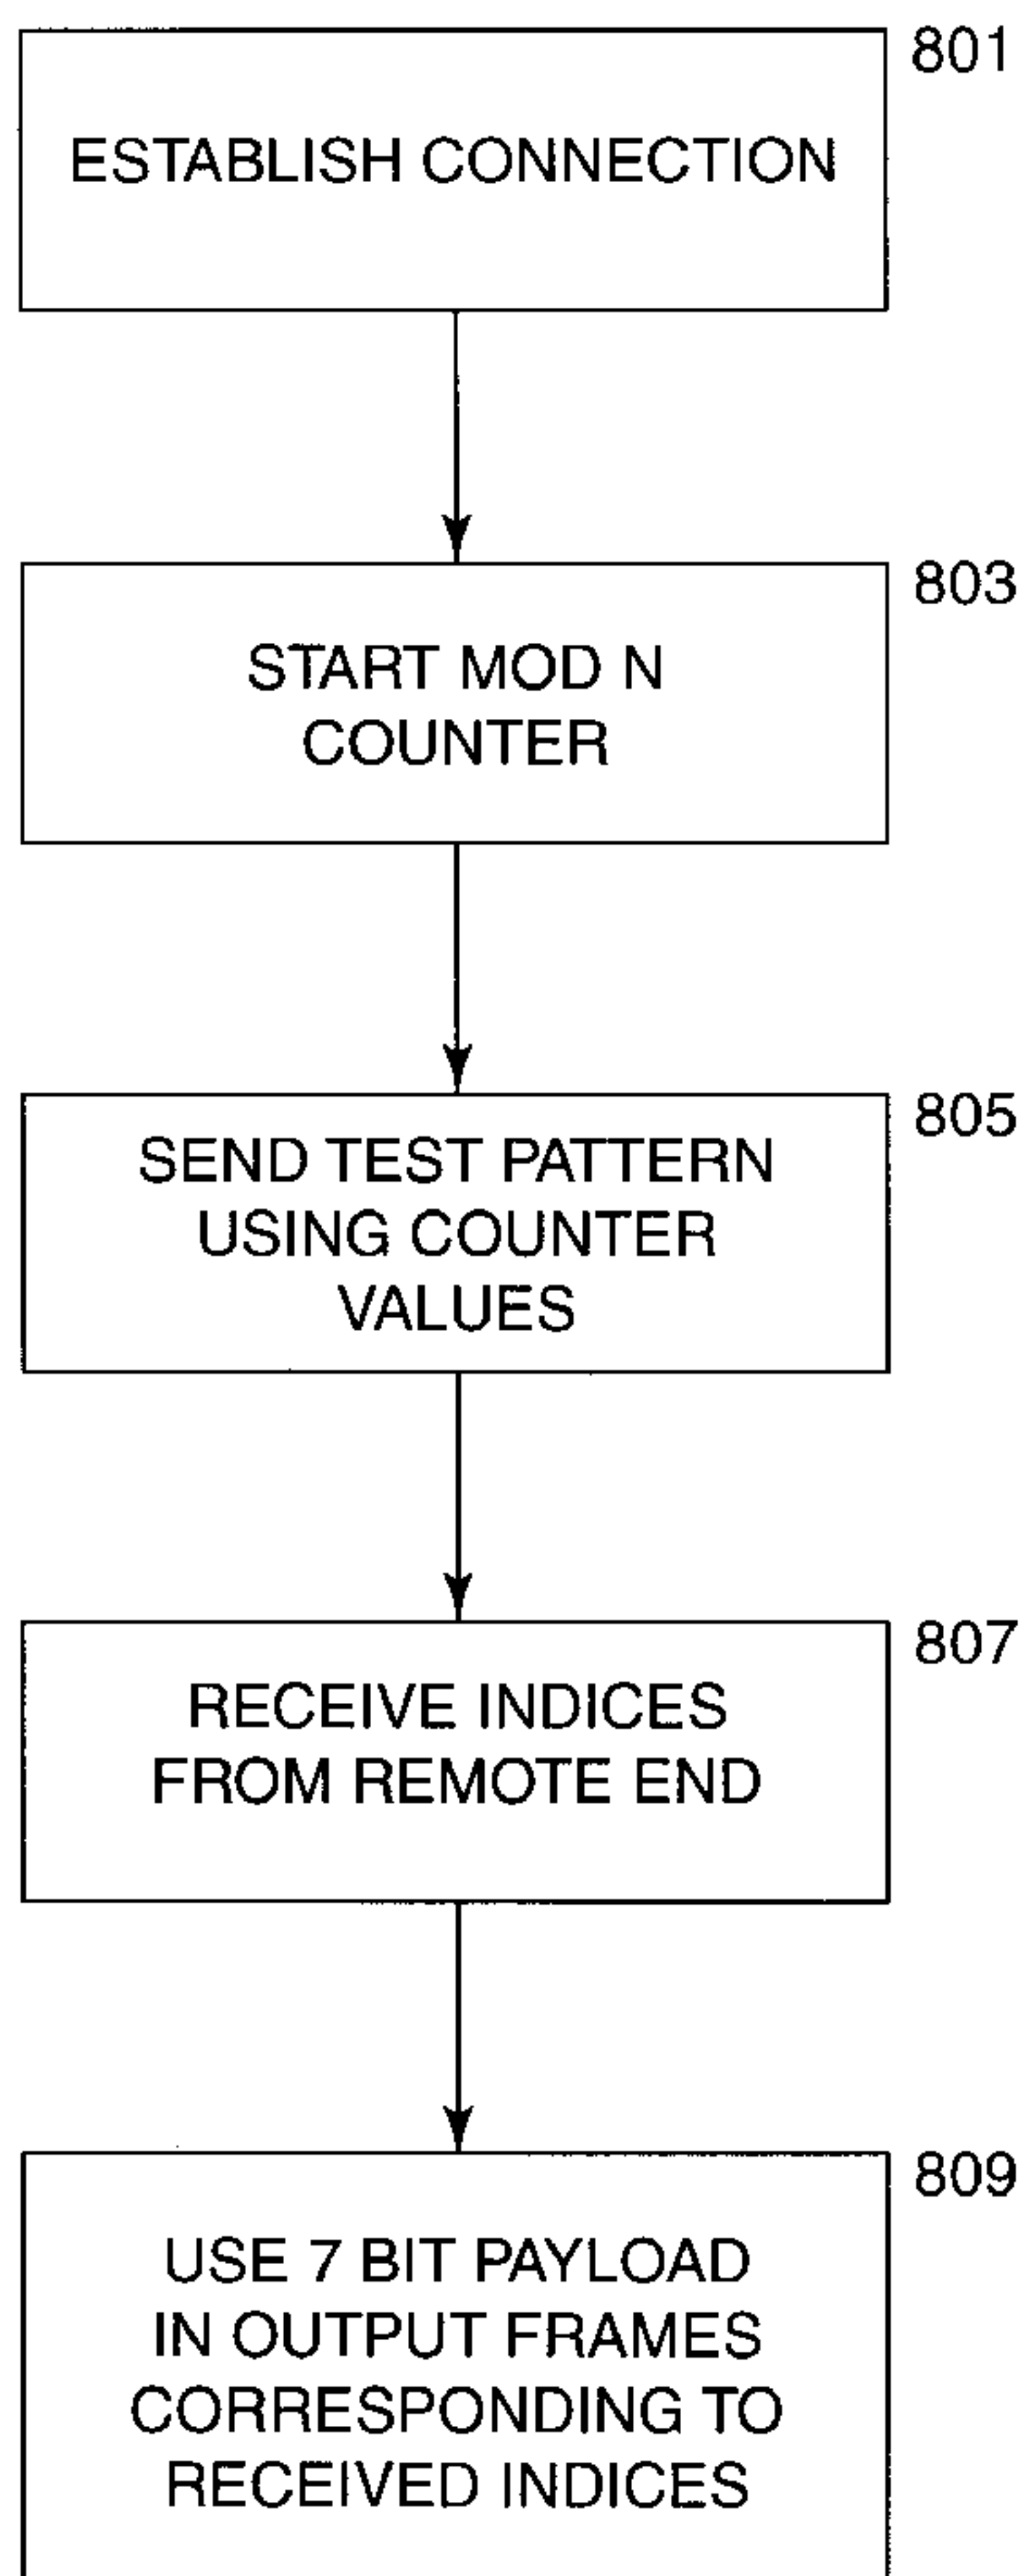 801
ESTABLISH CONNECTION
803
START MOD N
COUNTER
805
SEND TEST PATTERN
USING COUNTER
VALUES
807
RECEIVE INDICES
FROM REMOTE END
809
USE 7 BIT PAYLOAD
IN OUTPUT FRAMES
CORRESPONDING TO
RECEIVED INDICES